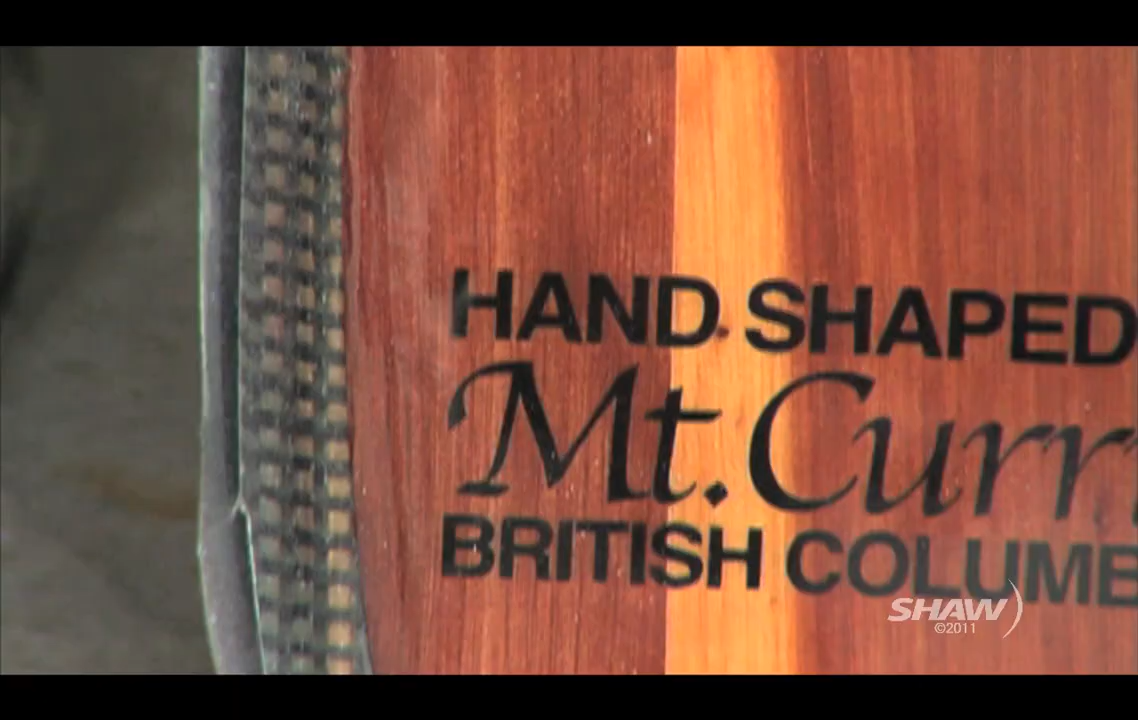 HAND SHAPED
Mt. Curr
BRITISH COLUMB
SHAW)
©2011